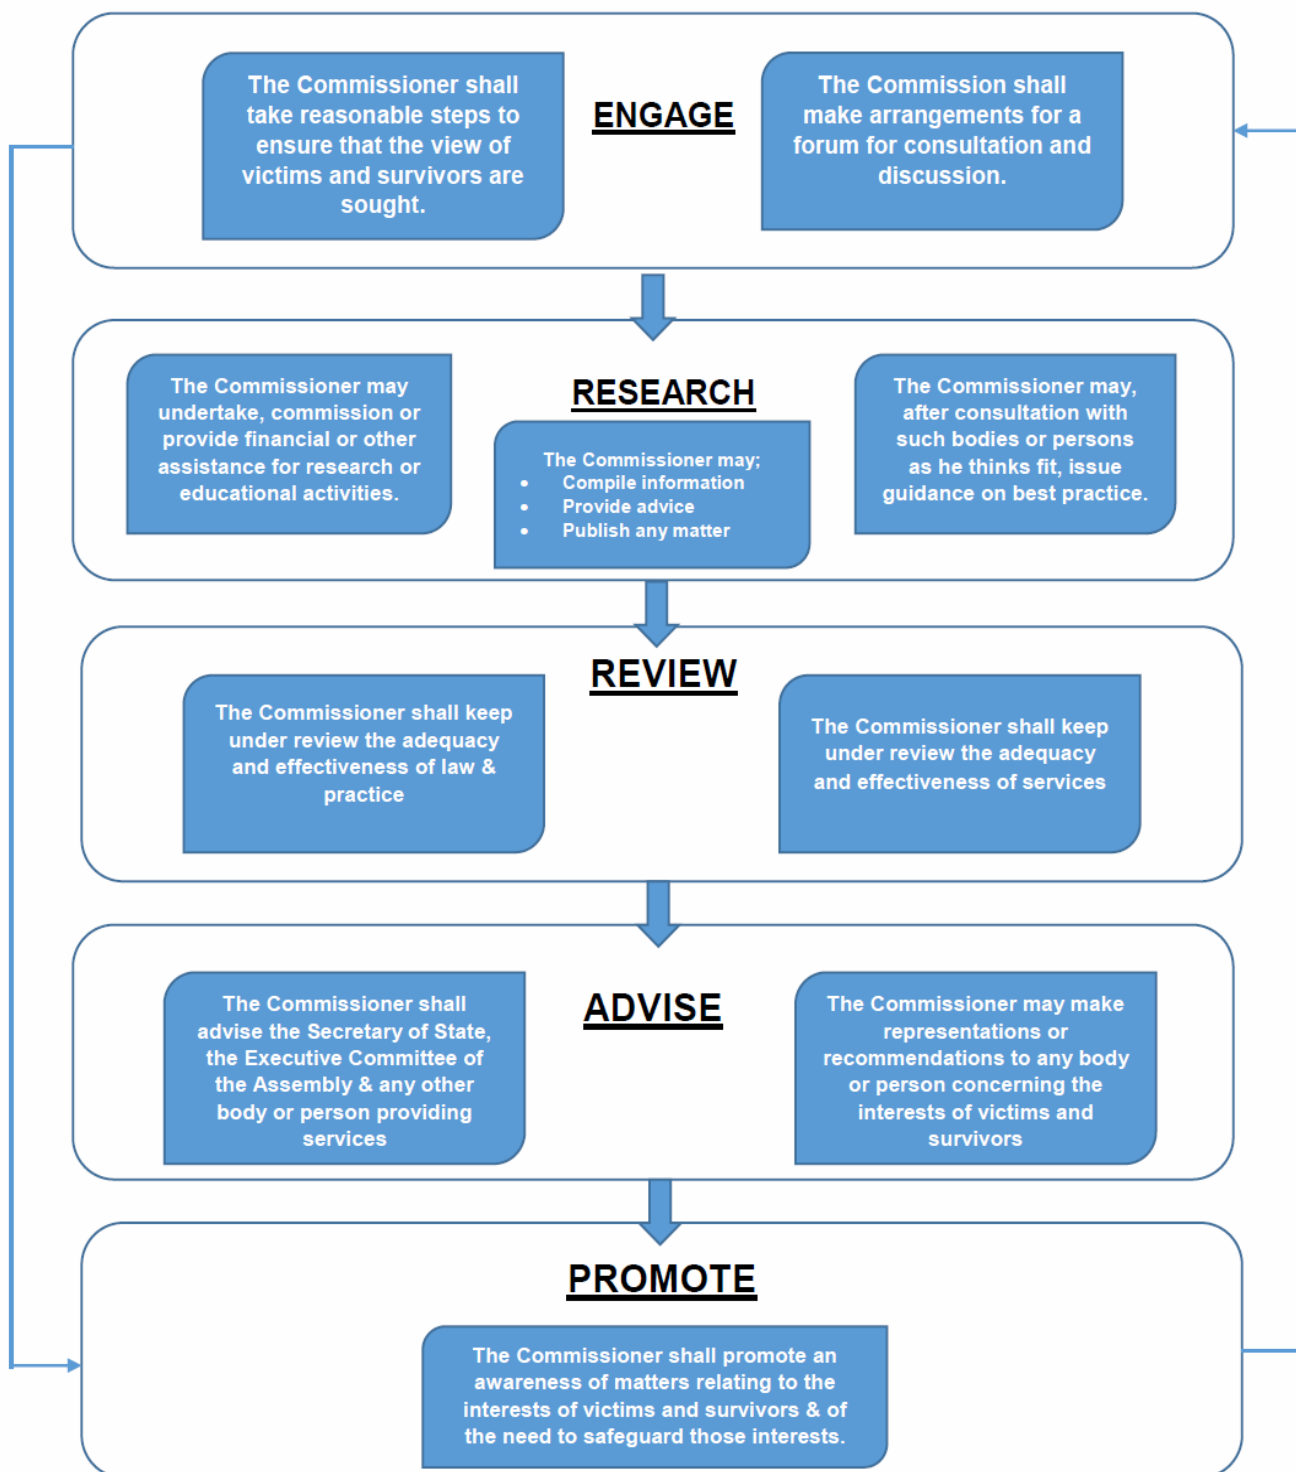 The Commissioner shall
take reasonable steps to
ensure that the view of
victims and survivors are
sought.
ENGAGE
The Commission shall
make arrangements for a
forum for consultation and
discussion.
The Commissioner may
undertake, commission or
provide financial or other
assistance for research or
educational activities.
RESEARCH
The Commissioner may;
• Compile information
• Provide advice
• Publish any matter
The Commissioner may,
after consultation with
such bodies or persons
as he thinks fit, issue
guidance on best practice.
REVIEW
The Commissioner shall keep
under review the adequacy
and effectiveness of law &
practice
The Commissioner shall keep
under review the adequacy
and effectiveness of services
ADVISE
The Commissioner shall
advise the Secretary of State,
the Executive Committee of
the Assembly & any other
body or person providing
services
The Commissioner may make
representations or
recommendations to any body
or person concerning the
interests of victims and
survivors
PROMOTE
The Commissioner shall promote an
awareness of matters relating to the
interests of victims and survivors & of
the need to safeguard those interests.